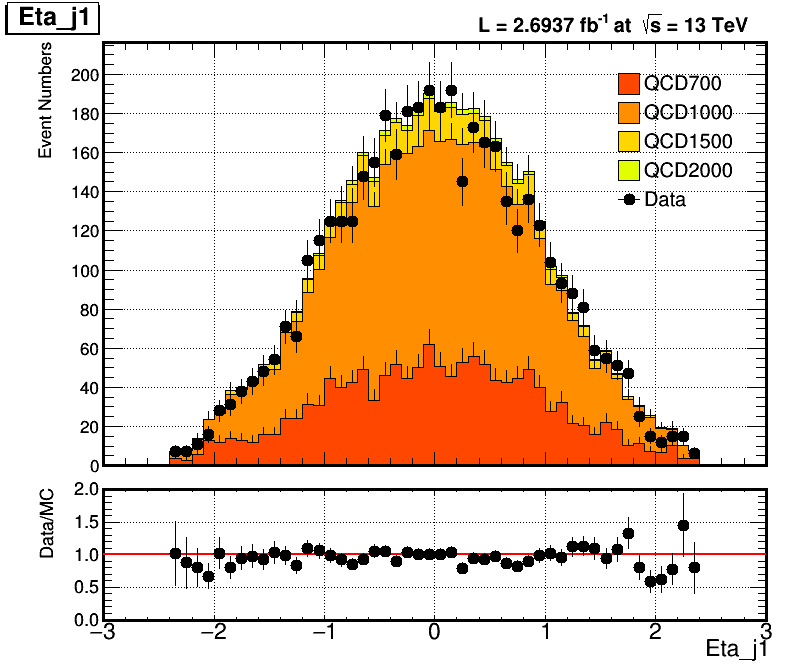 Eta_j1
L = 2.6937 fb⁻¹ at √s = 13 TeV
Event Numbers
200
180
160
140
120
100
80
60
40
20
0
QCD700
QCD1000
QCD1500
QCD2000
Data
Data/MC
2.0
1.5
1.0
0.5
0.0
−3 −2 −1 0 1 2 3
Eta_j1